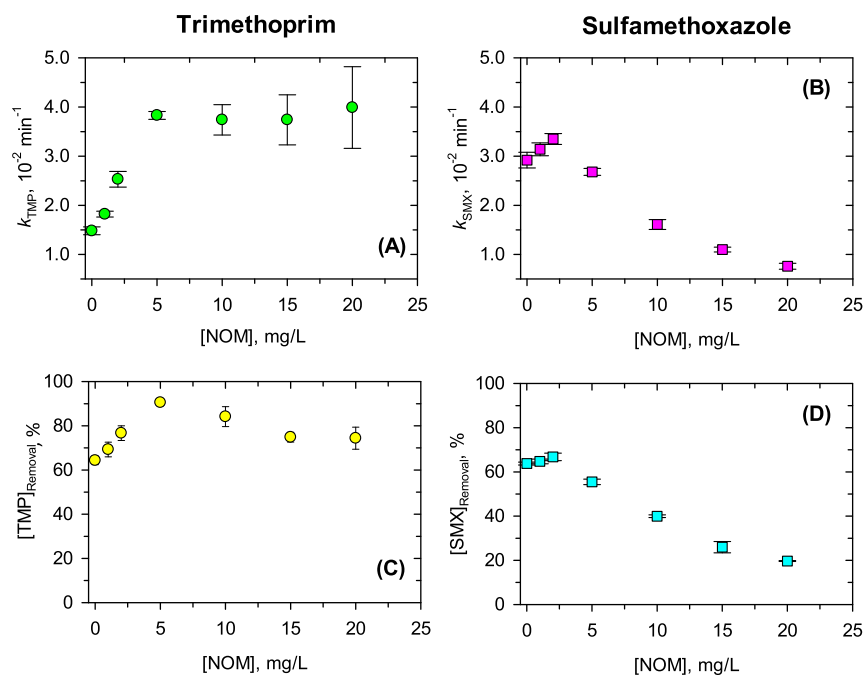 Trimethoprim
Sulfamethoxazole
5.0
4.0
3.0
2.0
1.0
k_TMP, 10^-2 min^-1
(A)
0 5 10 15 20 25
[NOM], mg/L
5.0
4.0
3.0
2.0
1.0
k_SMX, 10^-2 min^-1
(B)
0 5 10 15 20 25
[NOM], mg/L
100
80
60
40
20
0
[TMP]_Removal, %
(C)
0 5 10 15 20 25
[NOM], mg/L
100
80
60
40
20
0
[SMX]_Removal, %
(D)
0 5 10 15 20 25
[NOM], mg/L